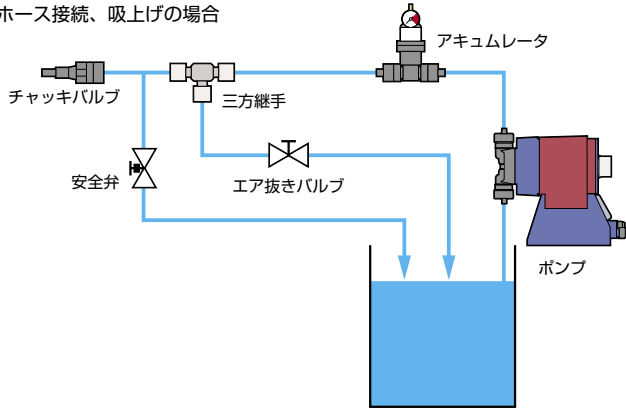 ホース接続、吸上げの場合
アキュムレータ
チャッキバルブ
三方継手
安全弁
エア抜きバルブ
ポンプ